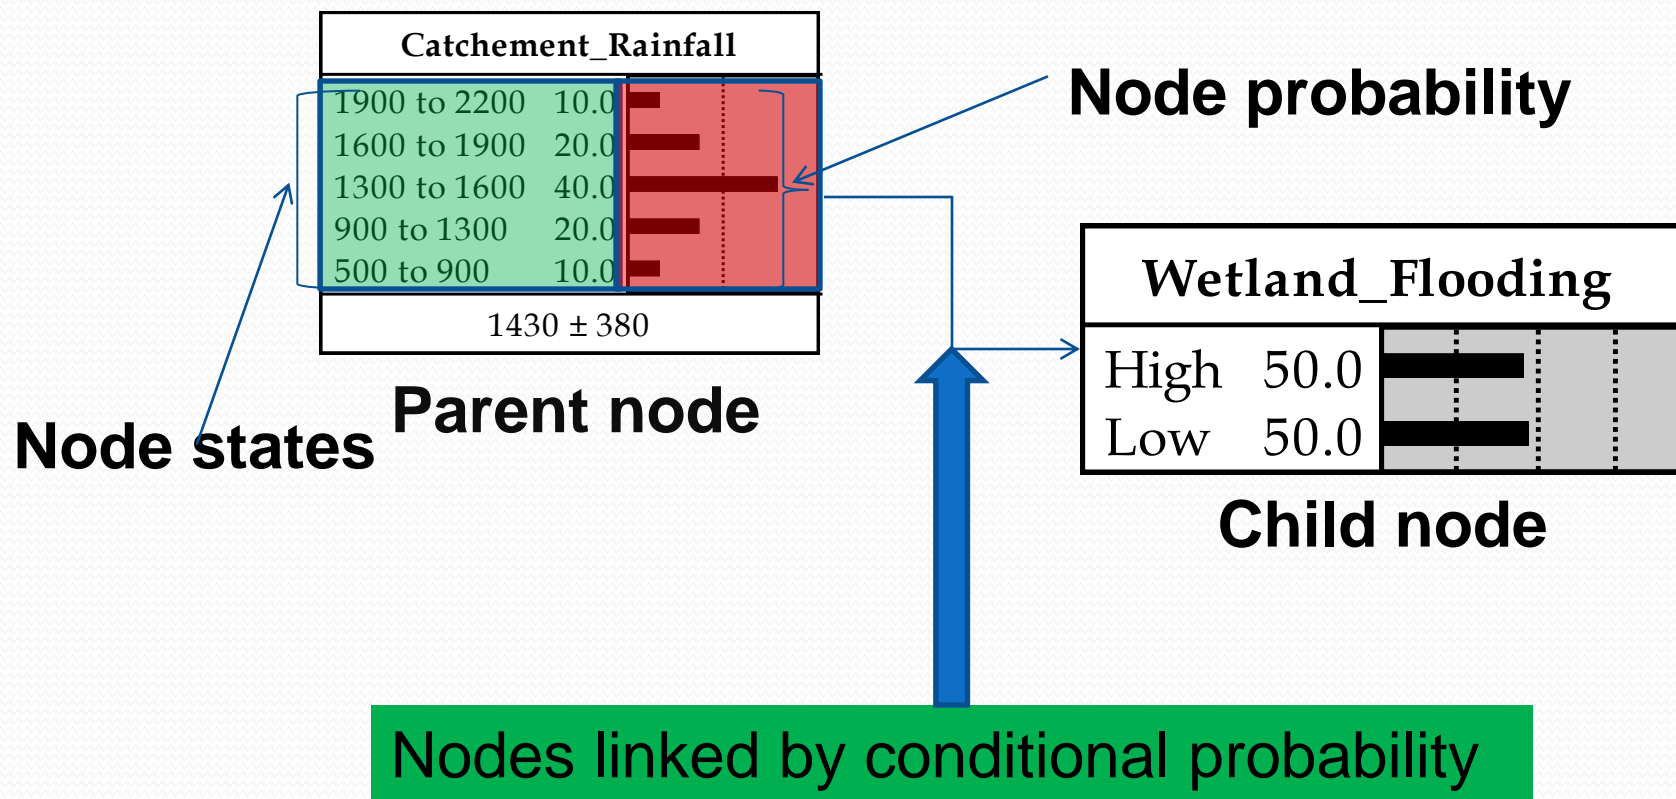 Catchement_Rainfall
1900 to 2200 10.0
1600 to 1900 20.0
1300 to 1600 40.0
900 to 1300 20.0
500 to 900 10.0
1430 ± 380
Node probability
Node states
Parent node
Wetland_Flooding
High 50.0
Low 50.0
Child node
Nodes linked by conditional probability